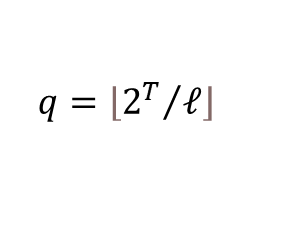 q = ⌊2^T/ℓ⌋